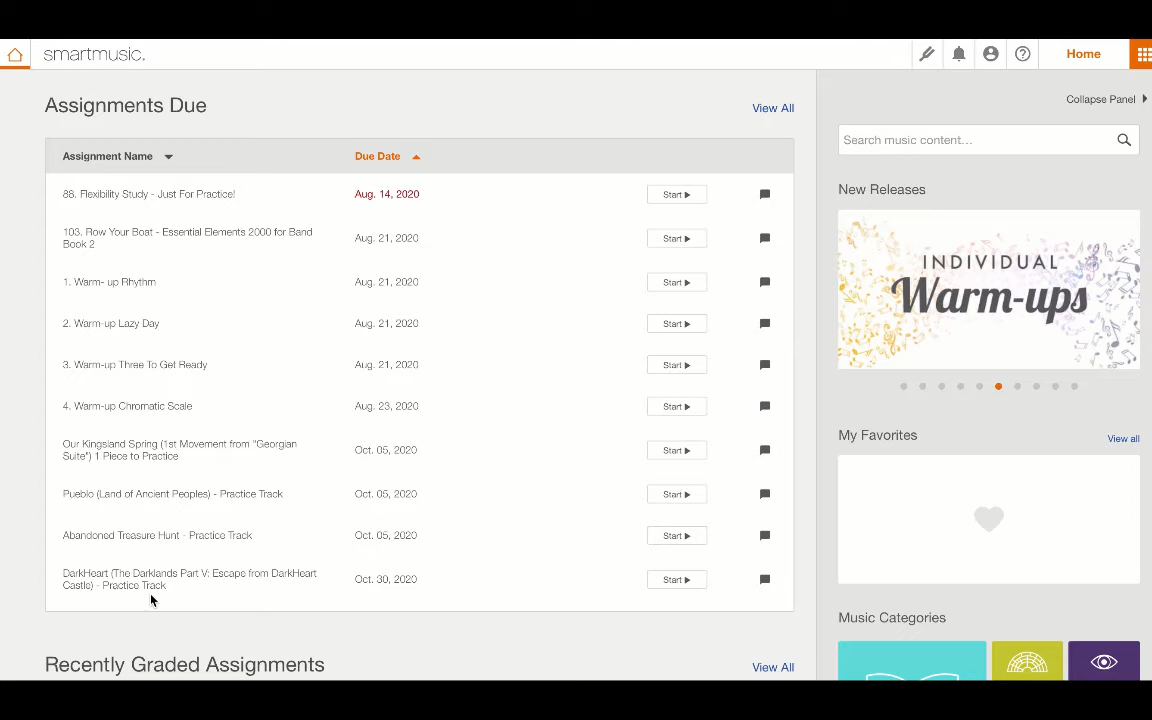 smartmusic.
Home
Assignments Due
View All
Assignment Name
Due Date
88. Flexibility Study - Just For Practice!
Aug. 14, 2020
Start
103. Row Your Boat - Essential Elements 2000 for Band
Book 2
Aug. 21, 2020
Start
1. Warm- up Rhythm
Aug. 21, 2020
Start
2. Warm-up Lazy Day
Aug. 21, 2020
Start
3. Warm-up Three To Get Ready
Aug. 21, 2020
Start
4. Warm-up Chromatic Scale
Aug. 23, 2020
Start
Our Kingsland Spring (1st Movement from "Georgian
Suite") 1 Piece to Practice
Oct. 05, 2020
Start
Pueblo (Land of Ancient Peoples) - Practice Track
Oct. 05, 2020
Start
Abandoned Treasure Hunt - Practice Track
Oct. 05, 2020
Start
DarkHeart (The Darklands Part V: Escape from DarkHeart
Castle) - Practice Track
Oct. 30, 2020
Start
Recently Graded Assignments
View All
Collapse Panel
Search music content...
New Releases
INDIVIDUAL
Warm-ups
My Favorites
View all
Music Categories